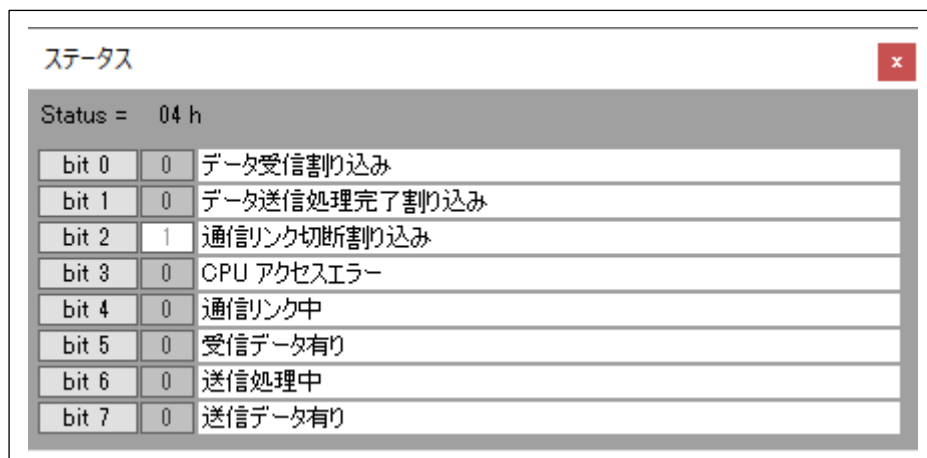 ステータス x
Status = 04 h
bit 0 0 データ受信割り込み
bit 1 0 データ送信処理完了割り込み
bit 2 1 通信リンク切断割り込み
bit 3 0 CPU アクセスエラー
bit 4 0 通信リンク中
bit 5 0 受信データ有り
bit 6 0 送信処理中
bit 7 0 送信データ有り